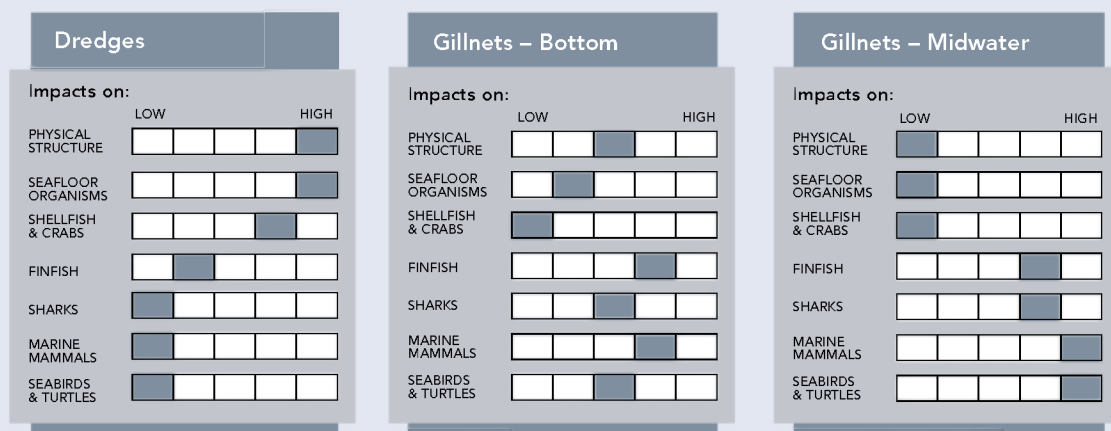 Dredges
Impacts on:
LOW HIGH
PHYSICAL
STRUCTURE
SEAFLOOR
ORGANISMS
SHELLFISH
& CRABS
FINFISH
SHARKS
MARINE
MAMMALS
SEABIRDS
& TURTLES
Gillnets – Bottom
Impacts on:
LOW HIGH
PHYSICAL
STRUCTURE
SEAFLOOR
ORGANISMS
SHELLFISH
& CRABS
FINFISH
SHARKS
MARINE
MAMMALS
SEABIRDS
& TURTLES
Gillnets – Midwater
Impacts on:
LOW HIGH
PHYSICAL
STRUCTURE
SEAFLOOR
ORGANISMS
SHELLFISH
& CRABS
FINFISH
SHARKS
MARINE
MAMMALS
SEABIRDS
& TURTLES